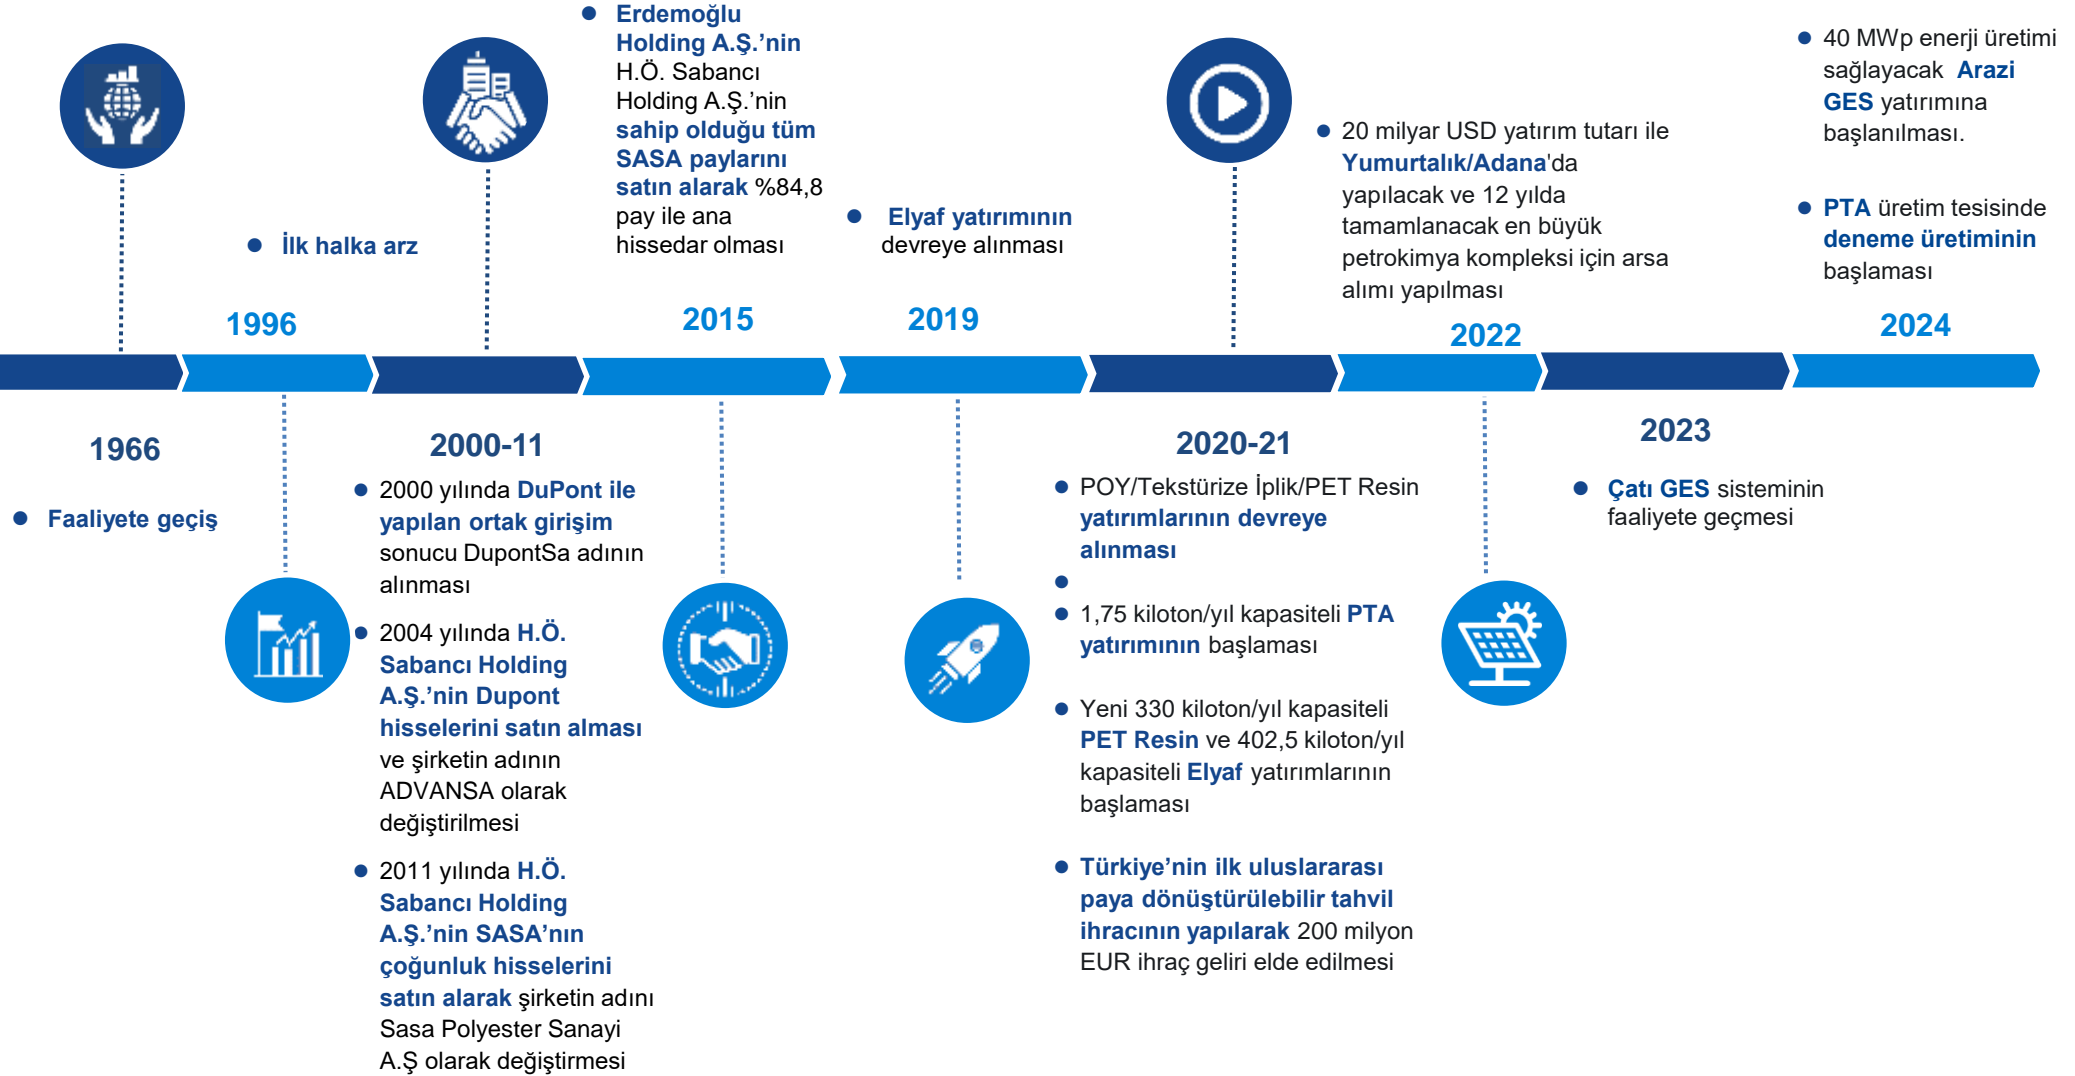 1966
Faaliyete geçiş
1996
İlk halka arz
2000-11
2000 yılında DuPont ile
yapılan ortak girişim
sonucu DupontSa adının
alınması
2004 yılında H.Ö.
Sabancı Holding
A.Ş.’nin Dupont
hisselerini satın alması
ve şirketin adının
ADVANSA olarak
değiştirilmesi
2011 yılında H.Ö.
Sabancı Holding
A.Ş.’nin SASA’nın
çoğunluk hisselerini
satın alarak şirketin adını
Sasa Polyester Sanayi
A.Ş olarak değiştirmesi
Erdemoğlu
Holding A.Ş.’nin
H.Ö. Sabancı
Holding A.Ş.’nin
sahip olduğu tüm
SASA paylarını
satın alarak %84,8
pay ile ana
hissedar olması
2015
Elyaf yatırımının
devreye alınması
2019
2020-21
POY/Tekstürize İplik/PET Resin
yatırımlarının devreye
alınması
1,75 kiloton/yıl kapasiteli PTA
yatırımının başlaması
Yeni 330 kiloton/yıl kapasiteli
PET Resin ve 402,5 kiloton/yıl
kapasiteli Elyaf yatırımlarının
başlaması
Türkiye’nin ilk uluslararası
paya dönüştürülebilir tahvil
ihracının yapılarak 200 milyon
EUR ihraç geliri elde edilmesi
20 milyar USD yatırım tutarı ile
Yumurtalık/Adana'da
yapılacak ve 12 yılda
tamamlanacak en büyük
petrokimya kompleksi için arsa
alımı yapılması
2022
2023
Çatı GES sisteminin
faaliyete geçmesi
40 MWp enerji üretimi
sağlayacak Arazi
GES yatırımına
başlanılması.
PTA üretim tesisinde
deneme üretiminin
başlaması
2024